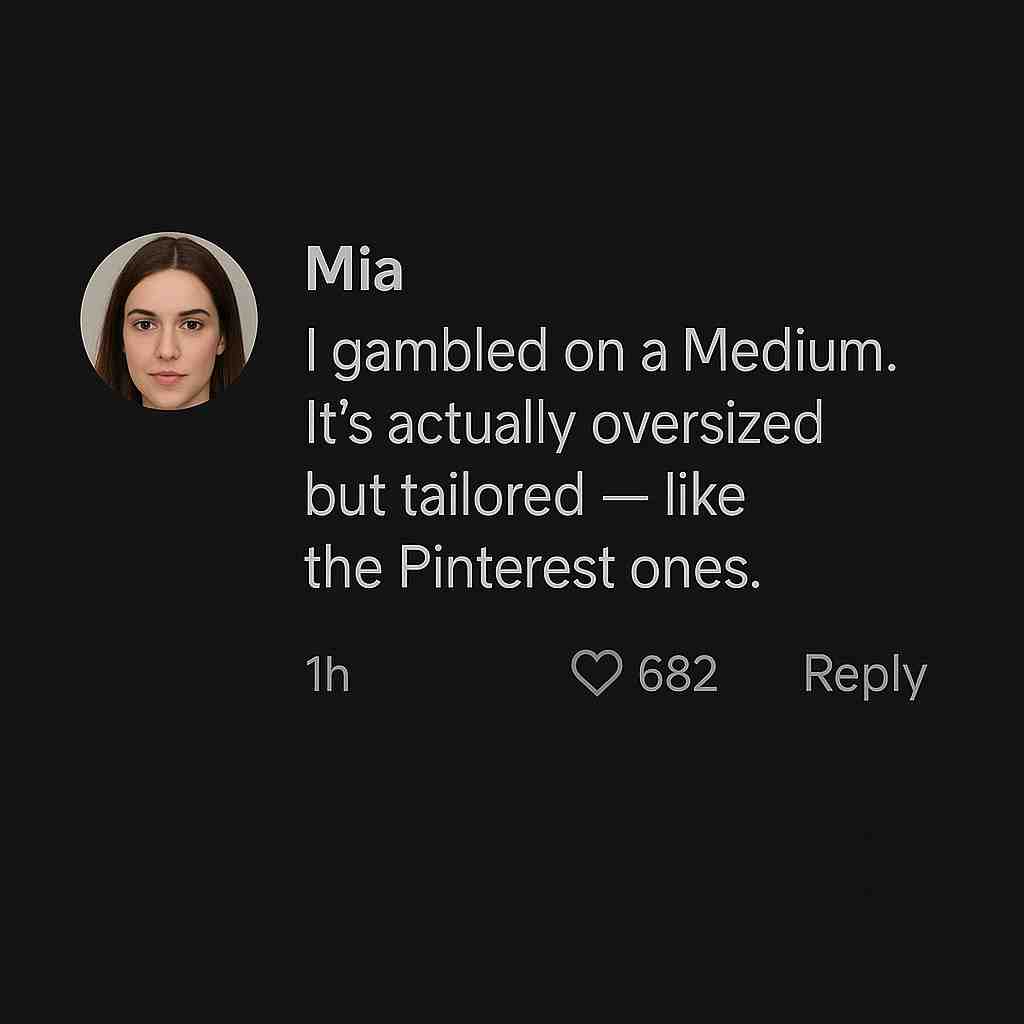 Mia
I gambled on a Medium.
It’s actually oversized
but tailored — like
the Pinterest ones.
1h 682 Reply